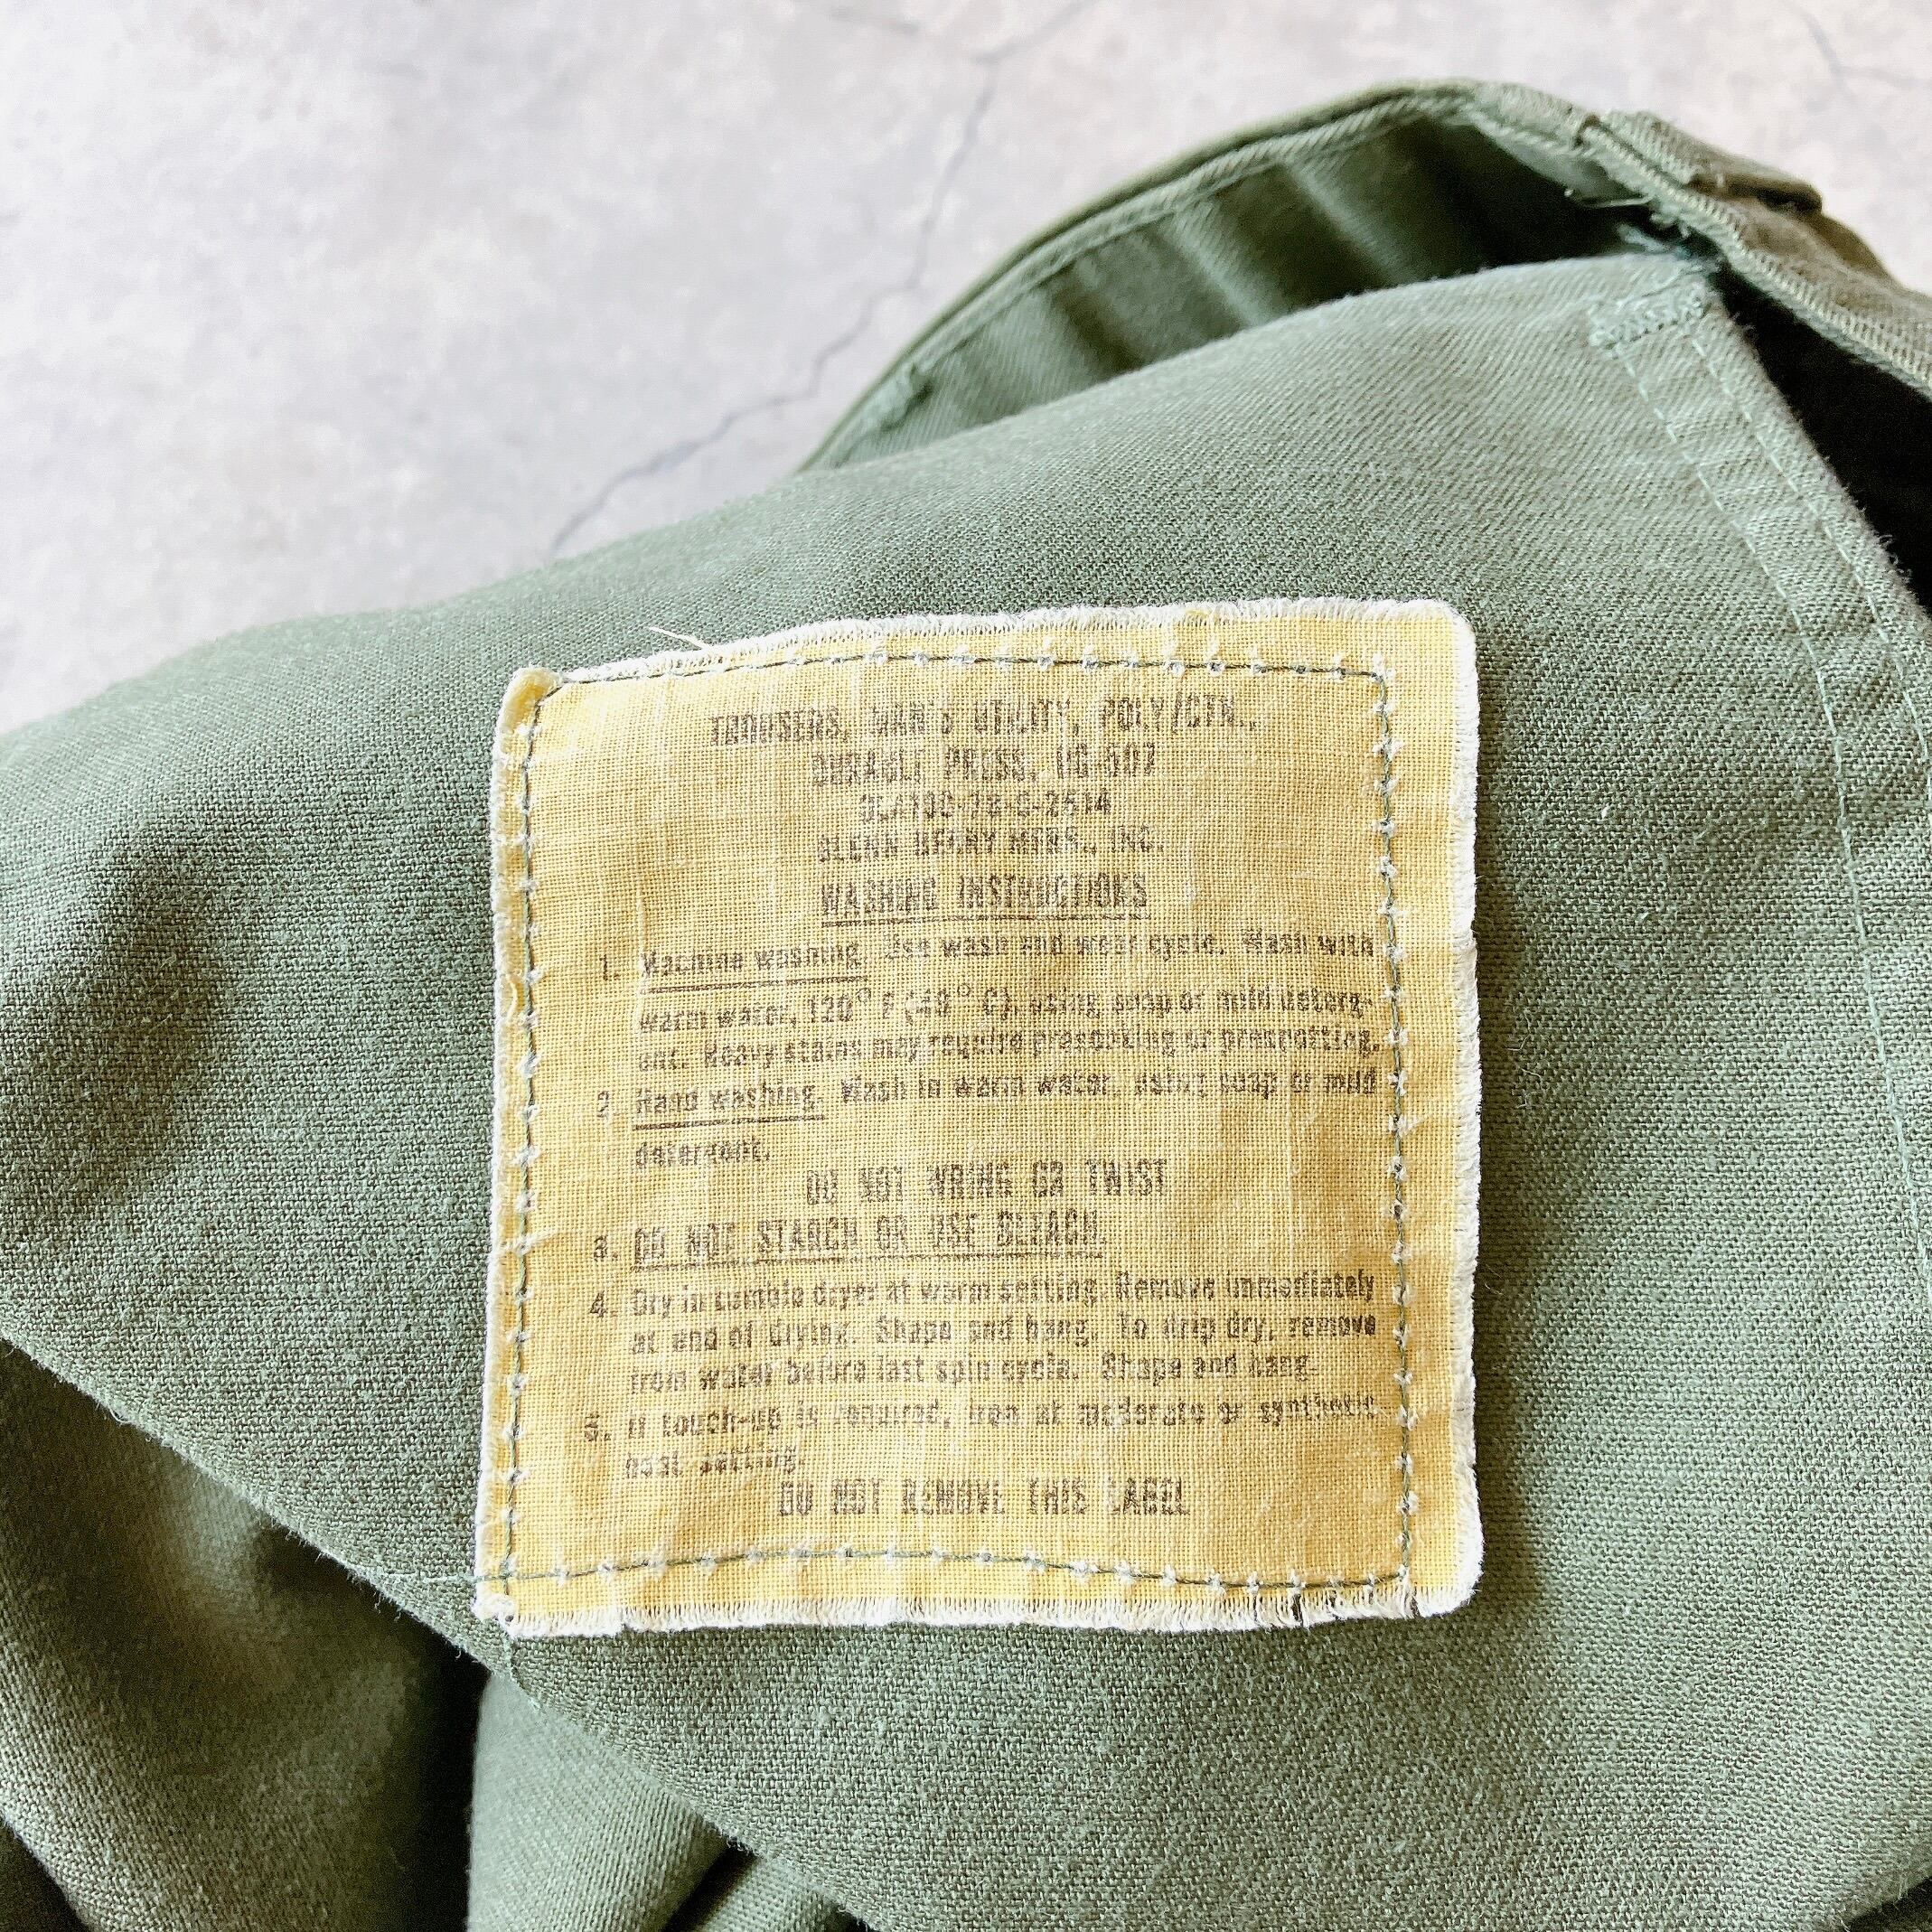 TROUSERS, MAN'S UTILITY, POLY/CTN.,
DURABLE PRESS, OG-507
DLA100-78-C-2514
GLENN BERRY MFRS., INC.
WASHING INSTRUCTIONS
1. Machine washing. Use wash and wear cycle. Wash with
warm water, 120° F (49° C), using soap or mild deterg-
ent. Heavy stains may require presoaking or prespotting.
2. Hand washing. Wash in warm water, using soap or mild
detergent.
DO NOT WRING OR TWIST
3. DO NOT STARCH OR USE BLEACH.
4. Dry in tumble dryer at warm setting. Remove immediately
at end of drying. Shape and hang. To drip dry, remove
from water before last spin cycle. Shape and hang.
5. If touch-up is required, iron at moderate or synthetic
heat setting.
DO NOT REMOVE THIS LABEL